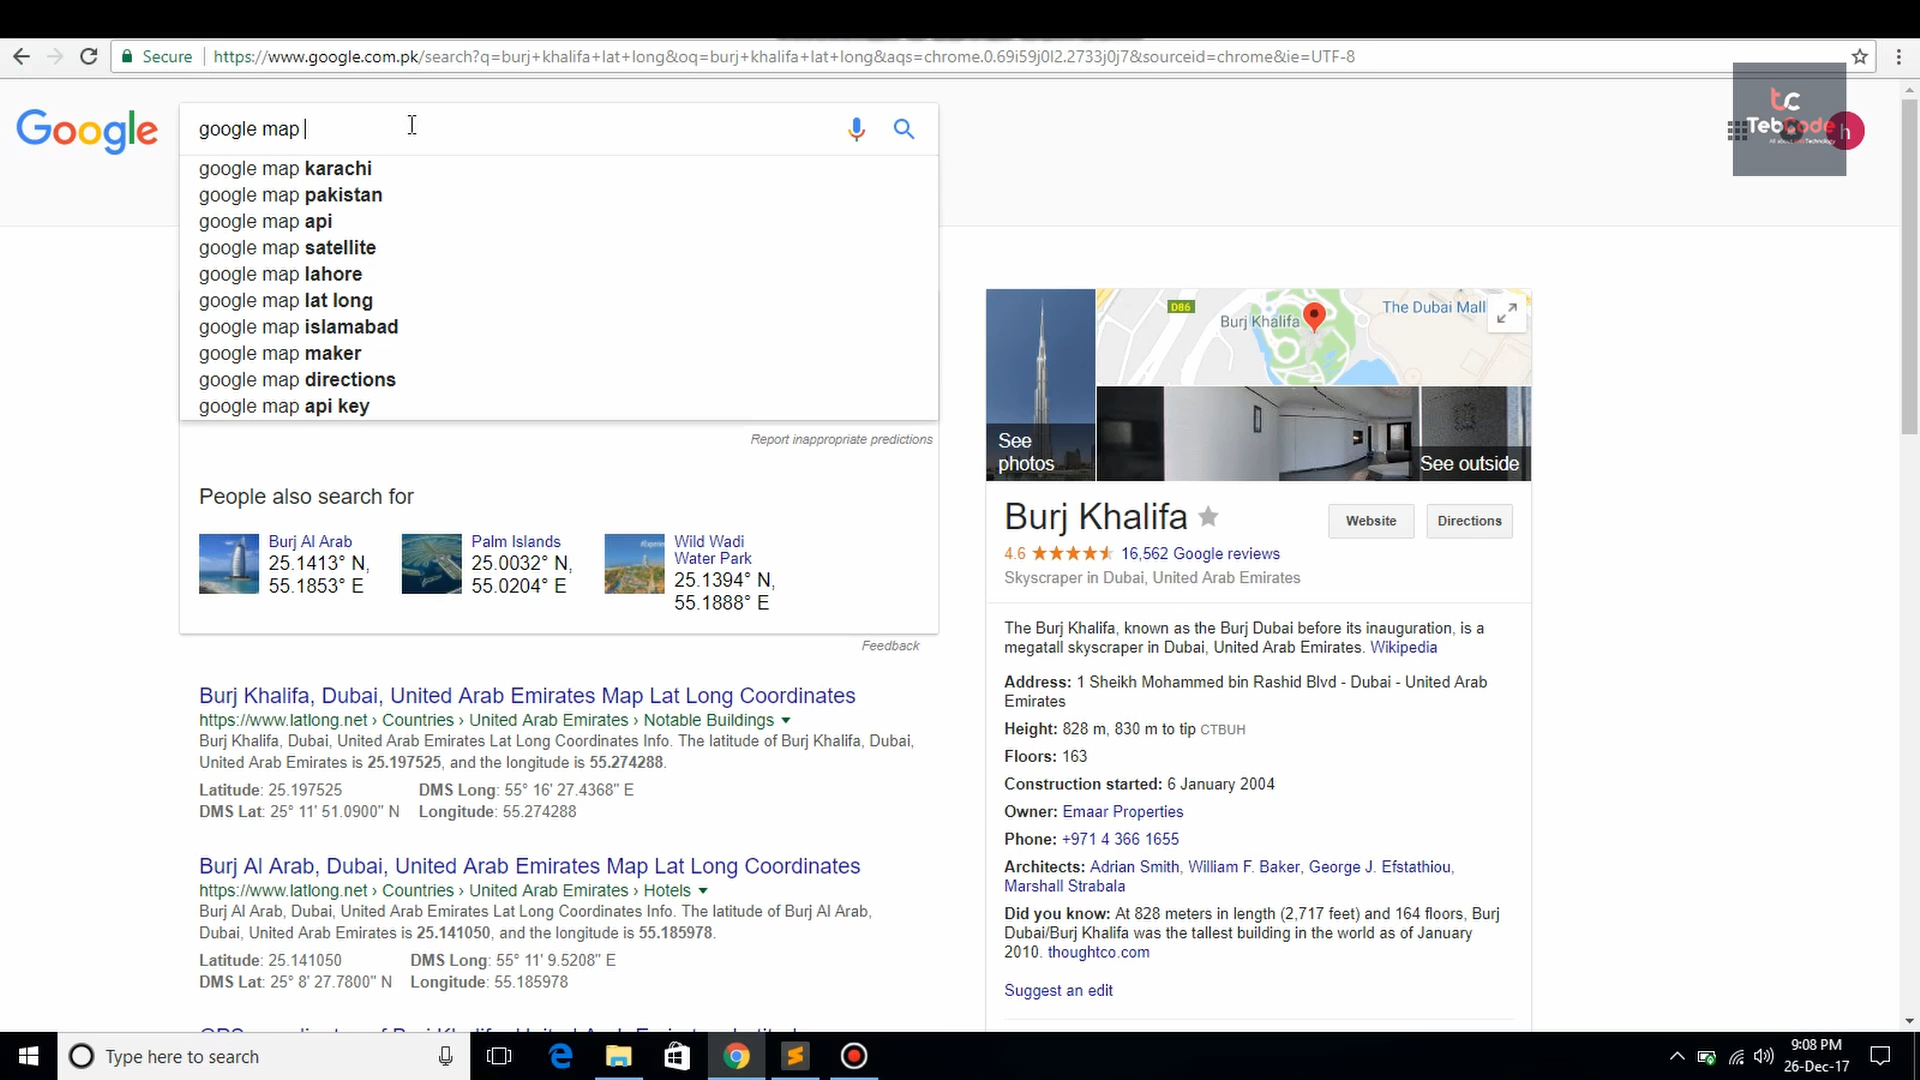 Secure
https://www.google.com.pk/search?q=burj+khalifa+lat+long&oq=burj+khalifa+lat+long&aqs=chrome.0.69i59j0l2.2733j0j7&sourceid=chrome&ie=UTF-8
Google
google map
tc
TebCode
h
google map karachi
google map pakistan
google map api
google map satellite
google map lahore
google map lat long
google map islamabad
google map maker
google map directions
google map api key
Report inappropriate predictions
People also search for
Burj Al Arab
25.1413° N,
55.1853° E
Palm Islands
25.0032° N,
55.0204° E
Wild Wadi
Water Park
25.1394° N,
55.1888° E
Feedback
Burj Khalifa, Dubai, United Arab Emirates Map Lat Long Coordinates
https://www.latlong.net › Countries › United Arab Emirates › Notable Buildings
Burj Khalifa, Dubai, United Arab Emirates Lat Long Coordinates Info. The latitude of Burj Khalifa, Dubai,
United Arab Emirates is 25.197525, and the longitude is 55.274288.
Latitude: 25.197525 DMS Long: 55° 16' 27.4368" E
DMS Lat: 25° 11' 51.0900" N Longitude: 55.274288
Burj Al Arab, Dubai, United Arab Emirates Map Lat Long Coordinates
https://www.latlong.net › Countries › United Arab Emirates › Hotels
Burj Al Arab, Dubai, United Arab Emirates Lat Long Coordinates Info. The latitude of Burj Al Arab,
Dubai, United Arab Emirates is 25.141050, and the longitude is 55.185978.
Latitude: 25.141050 DMS Long: 55° 11' 9.5208" E
DMS Lat: 25° 8' 27.7800" N Longitude: 55.185978
D86
Burj Khalifa
The Dubai Mall
See
photos
See outside
Burj Khalifa
Website
Directions
4.6
16,562 Google reviews
Skyscraper in Dubai, United Arab Emirates
The Burj Khalifa, known as the Burj Dubai before its inauguration, is a
megatall skyscraper in Dubai, United Arab Emirates. Wikipedia
Address: 1 Sheikh Mohammed bin Rashid Blvd - Dubai - United Arab
Emirates
Height: 828 m, 830 m to tip CTBUH
Floors: 163
Construction started: 6 January 2004
Owner: Emaar Properties
Phone: +971 4 366 1655
Architects: Adrian Smith, William F. Baker, George J. Efstathiou,
Marshall Strabala
Did you know: At 828 meters in length (2,717 feet) and 164 floors, Burj
Dubai/Burj Khalifa was the tallest building in the world as of January
2010. thoughtco.com
Suggest an edit
Type here to search
9:08 PM
26-Dec-17